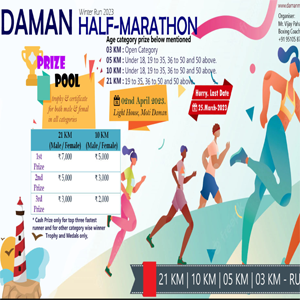 DAMAN
Winter Run 2023
HALF-MARATHON
Age category prize below mentioned
03 KM : Open Category
05 KM : Under 18, 19 to 35, 36 to 50 and 50 above.
10 KM : Under 18, 19 to 35, 36 to 50 and 50 above.
21 KM : 19 to 35, 36 to 50 and 50 to above.
Organiser:
Mr. Vijay
Boxing Coach
PRIZE
POOL
trophy & certificate
for both male & femal
in all categories
02nd April 2023.
Light House, Moti Daman
Hurry, Last Date
25.March-2023
21 KM
(Male / Female)
10 KM
(Male / Female)
1st Prize
₹7,000
₹5,000
2nd Prize
₹5,000
₹3,000
3rd Prize
₹3,000
₹2,000
* Cash Prize only for top three fastest
runner and for other category wise winner
Trophy and Medals only.
21 KM | 10 KM | 05 KM | 03 KM - RU